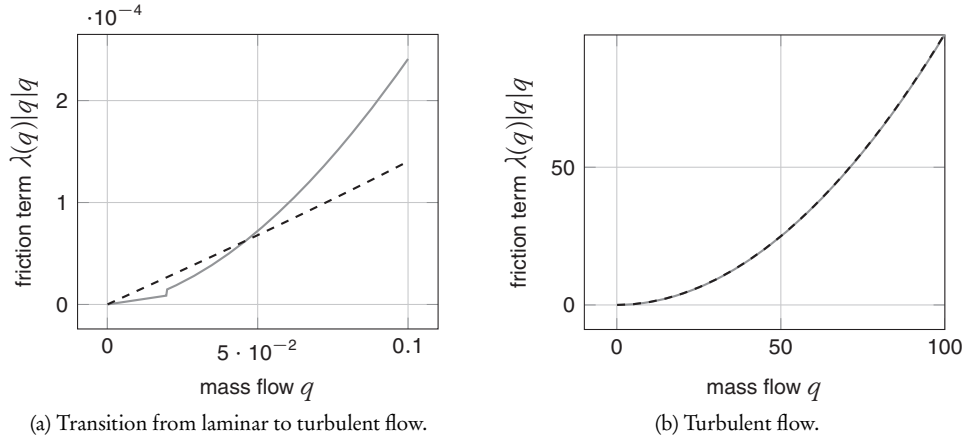 ·10⁻⁴
2
1
0
friction term λ(q)|q|q
0
5 · 10⁻²
0.1
mass flow q
(a) Transition from laminar to turbulent flow.
50
0
friction term λ(q)|q|q
0
50
100
mass flow q
(b) Turbulent flow.